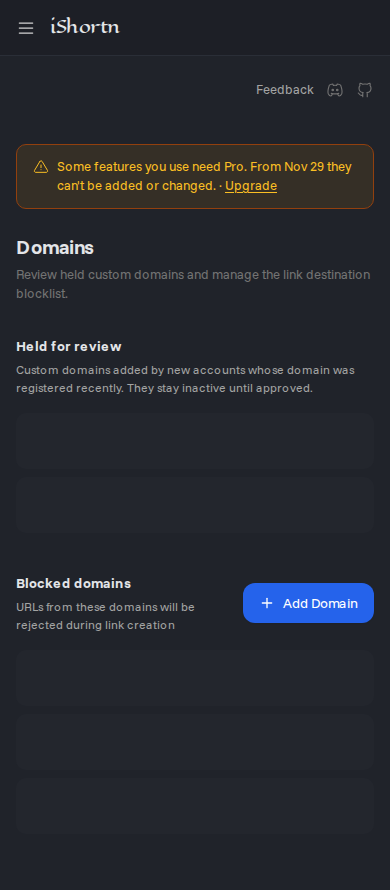 iShortn
Feedback
Some features you use need Pro. From Nov 29 they
can't be added or changed. · Upgrade
Domains
Review held custom domains and manage the link destination
blocklist.
Held for review
Custom domains added by new accounts whose domain was
registered recently. They stay inactive until approved.
Blocked domains
URLs from these domains will be
rejected during link creation
Add Domain